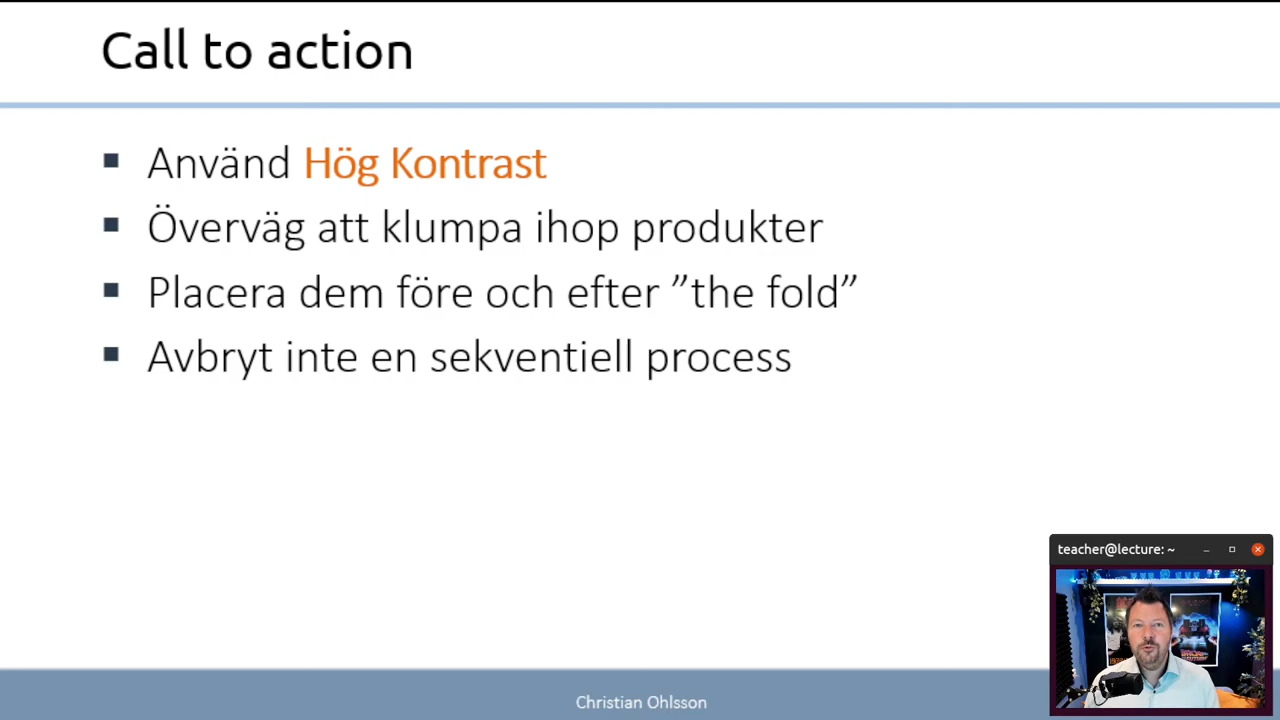 Call to action
Använd Hög Kontrast
Överväg att klumpa ihop produkter
Placera dem före och efter ”the fold”
Avbryt inte en sekventiell process
teacher@lecture: ~
Christian Ohlsson